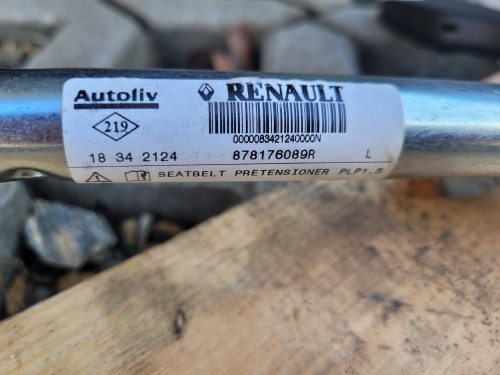 Autoliv
RENAULT
219
0000083421240000N
18 34 2124
878176089R
L
SEATBELT PRETENSIONER PLP1.5